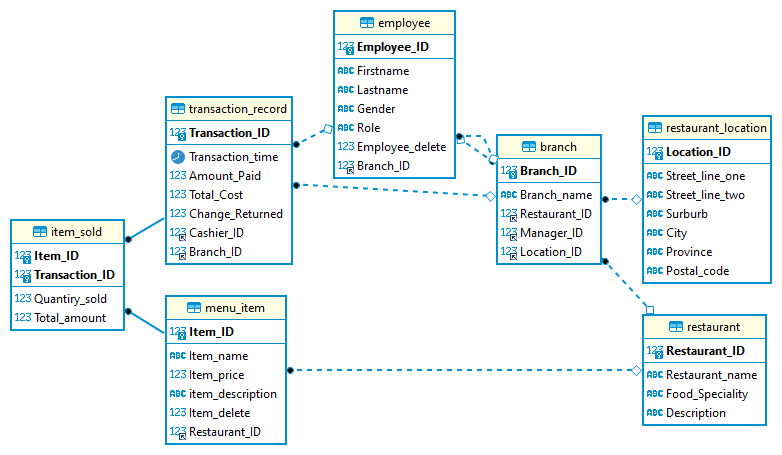 employee
123 Employee_ID
ABC Firstname
ABC Lastname
ABC Gender
ABC Role
123 Employee_delete
123 Branch_ID
transaction_record
123 Transaction_ID
Transaction_time
123 Amount_Paid
123 Total_Cost
123 Change_Returned
123 Cashier_ID
123 Branch_ID
branch
123 Branch_ID
ABC Branch_name
123 Restaurant_ID
123 Manager_ID
123 Location_ID
restaurant_location
123 Location_ID
ABC Street_line_one
ABC Street_line_two
ABC Surburb
ABC City
ABC Province
ABC Postal_code
item_sold
123 Item_ID
123 Transaction_ID
123 Quantiry_sold
123 Total_amount
menu_item
123 Item_ID
ABC Item_name
123 Item_price
ABC item_description
123 Item_delete
123 Restaurant_ID
restaurant
123 Restaurant_ID
ABC Restaurant_name
ABC Food_Speciality
ABC Description